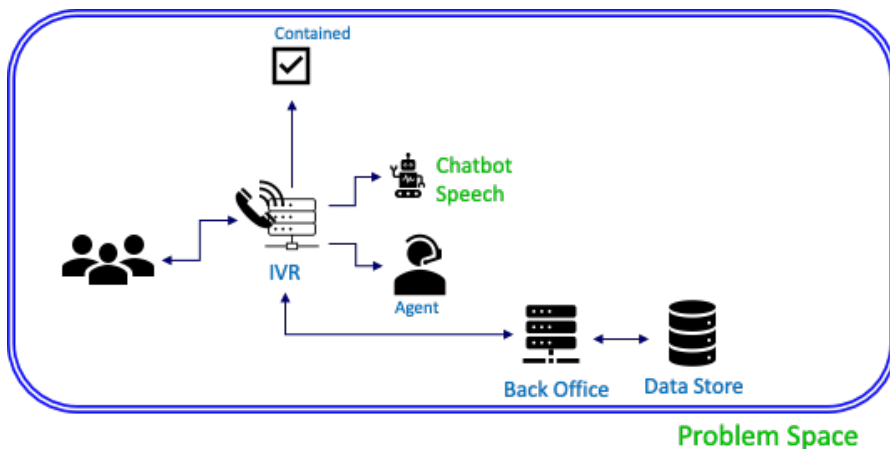 Contained
Chatbot
Speech
IVR
Agent
Back Office
Data Store
Problem Space